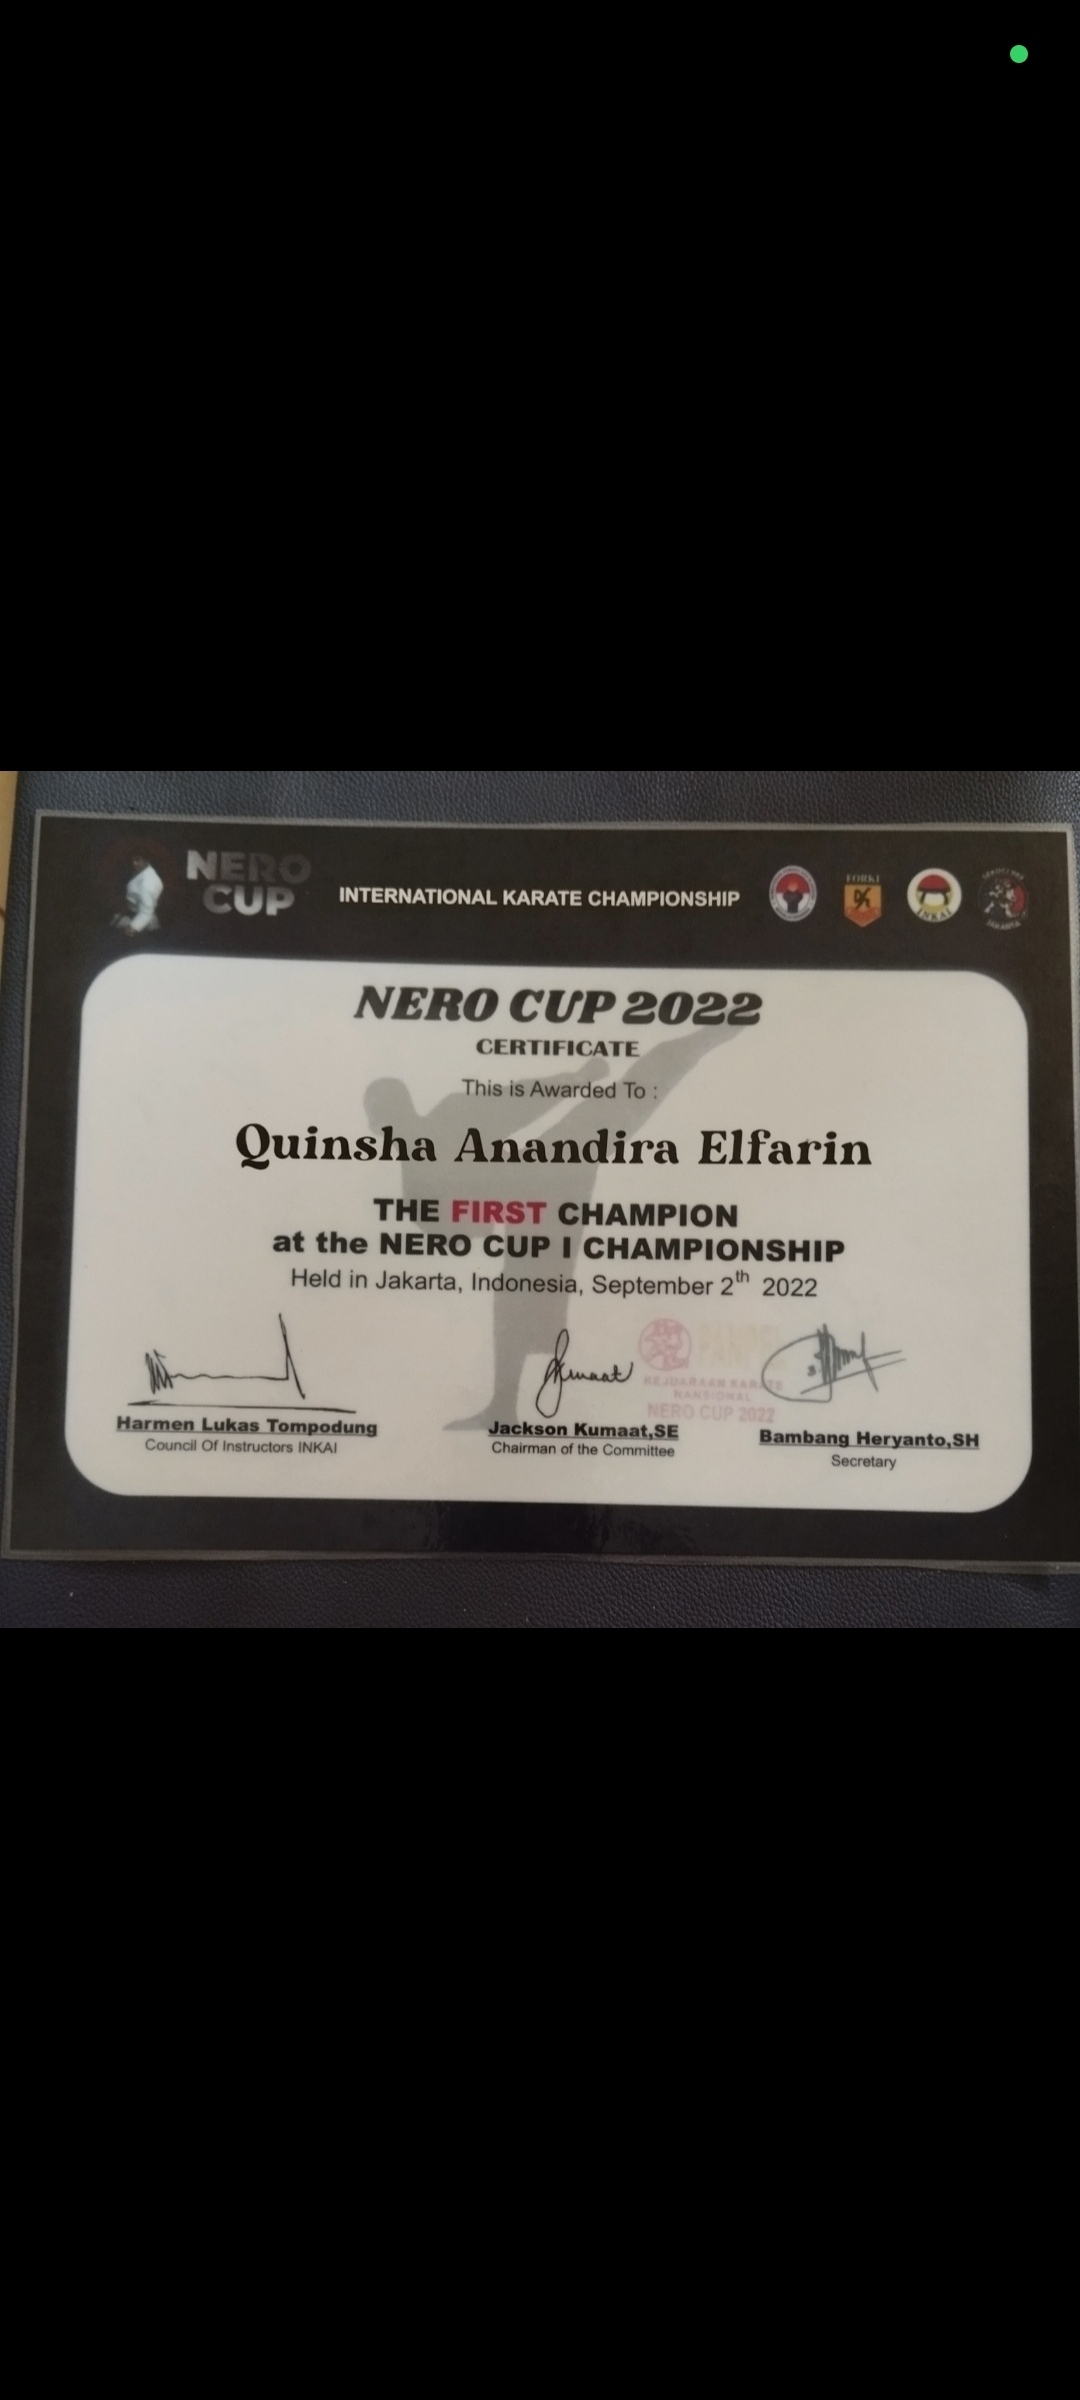 NERO
CUP
INTERNATIONAL KARATE CHAMPIONSHIP
FORKI
INKAI
JAKARTA
NERO CUP 2022
CERTIFICATE
This is Awarded To :
Quinsha Anandira Elfarin
THE FIRST CHAMPION
at the NERO CUP I CHAMPIONSHIP
Held in Jakarta, Indonesia, September 2th 2022
KEJUARAAN KARATE
NANSIONAL
NERO CUP 2022
Harmen Lukas Tompodung
Council Of Instructors INKAI
Jackson Kumaat,SE
Chairman of the Committee
Bambang Heryanto,SH
Secretary